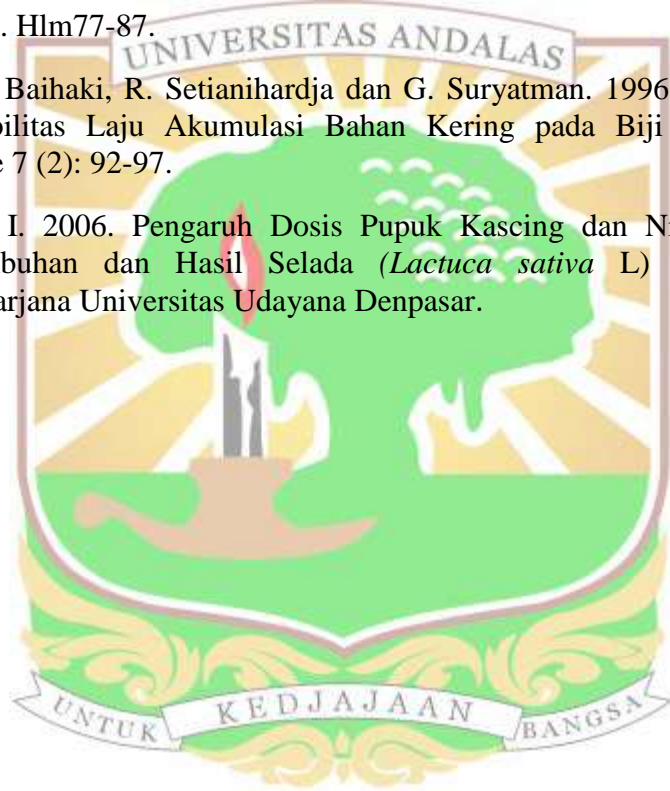 . Hlm77-87.
UNIVERSITAS ANDALAS
Baihaki, R. Setianihardja dan G. Suryatman. 1996
bilitas Laju Akumulasi Bahan Kering pada Biji
e 7 (2): 92-97.
I. 2006. Pengaruh Dosis Pupuk Kascing dan Ni
buhan dan Hasil Selada (Lactuca sativa L)
arjana Universitas Udayana Denpasar.
UNTUK KEDJAJAAN BANGSA